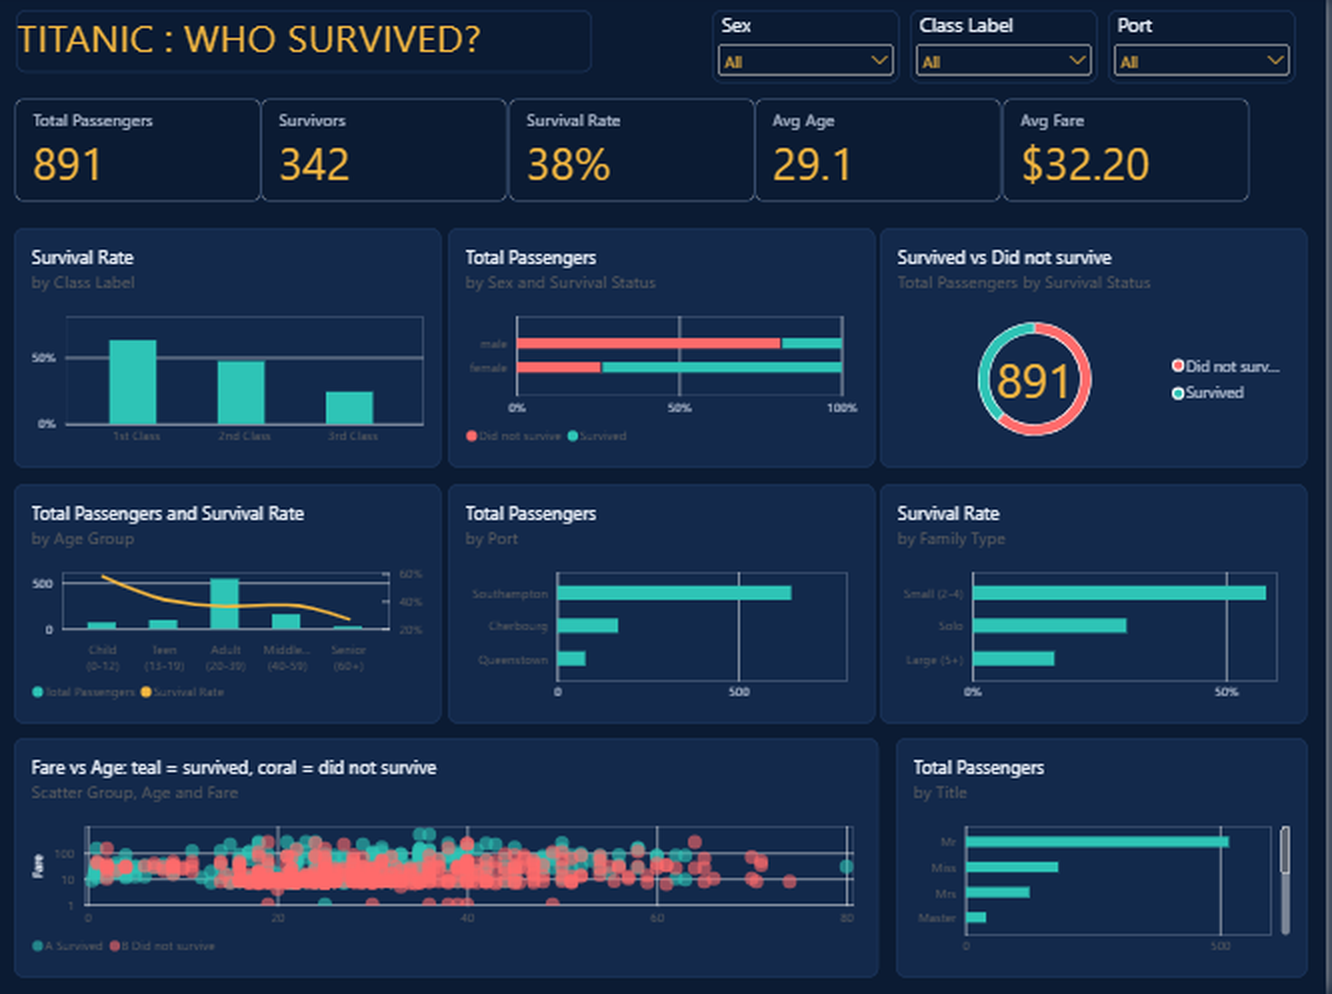 TITANIC : WHO SURVIVED?
Sex
All
Class Label
All
Port
All
Total Passengers
891
Survivors
342
Survival Rate
38%
Avg Age
29.1
Avg Fare
$32.20
Survival Rate
by Class Label
50%
0%
1st Class 2nd Class 3rd Class
Total Passengers
by Sex and Survival Status
male
female
0% 50% 100%
Did not survive Survived
Survived vs Did not survive
Total Passengers by Survival Status
891
Did not surv...
Survived
Total Passengers and Survival Rate
by Age Group
500
0
60%
40%
20%
Child Teen Adult Middle... Senior
(0-12) (13-19) (20-39) (40-59) (60+)
Total Passengers Survival Rate
Total Passengers
by Port
Southampton
Cherbourg
Queenstown
0 500
Survival Rate
by Family Type
Small (2-4)
Solo
Large (5+)
0% 50%
Fare vs Age: teal = survived, coral = did not survive
Scatter Group, Age and Fare
Fare
100
10
1
0 20 40 60 80
A Survived B Did not survive
Total Passengers
by Title
Mr
Miss
Mrs
Master
0 500